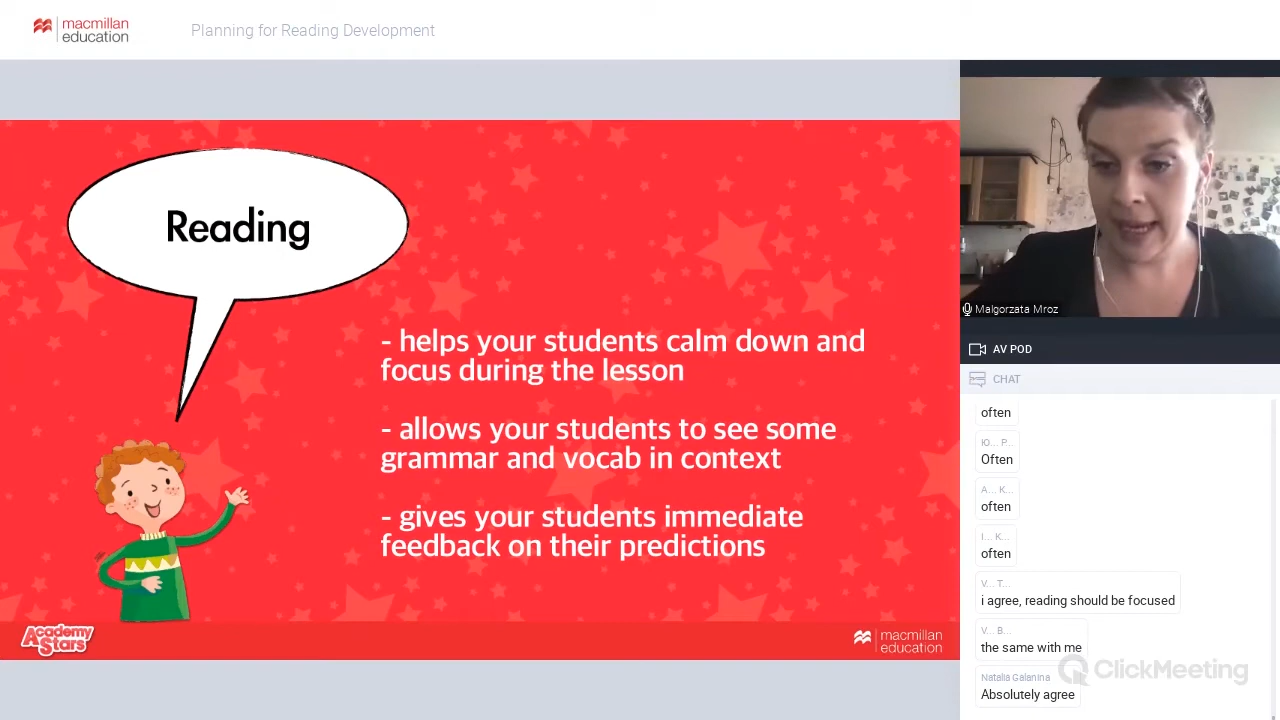 macmillan
education
Planning for Reading Development
Reading
- helps your students calm down and
focus during the lesson
- allows your students to see some
grammar and vocab in context
- gives your students immediate
feedback on their predictions
Academy
Stars
macmillan
education
Malgorzata Mroz
AV POD
CHAT
often
Ю... Р...
Often
A... K...
often
I... K...
often
V... T...
i agree, reading should be focused
V... B...
the same with me
Natalia Galanina
Absolutely agree
ClickMeeting